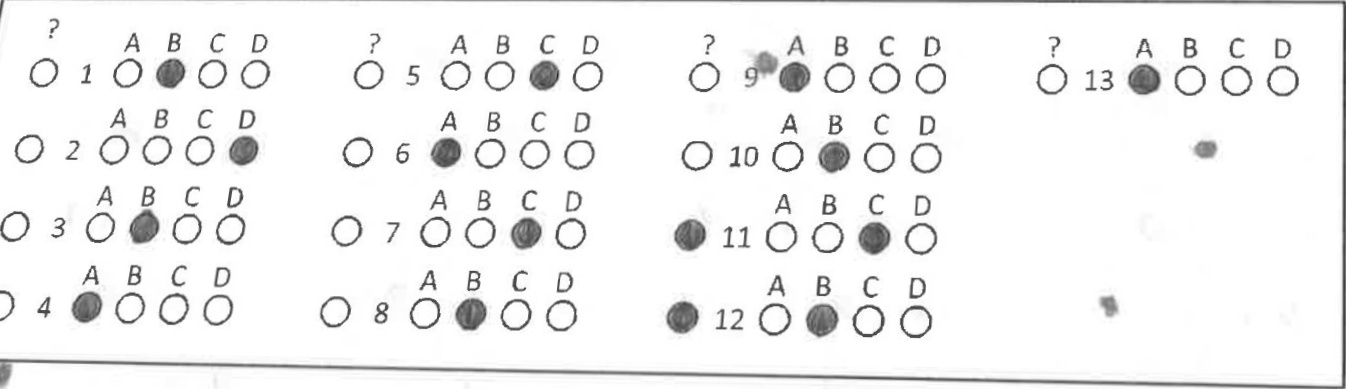 ? A B C D ? A B C D ? A B C D ? A B C D
1 5 9 13
A B C D A B C D A B C D
2 6 10
A B C D A B C D A B C D
3 7 11
A B C D A B C D A B C D
4 8 12